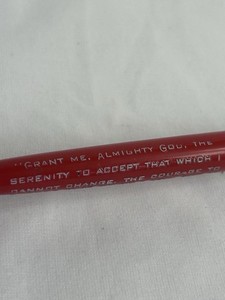 "GRANT ME, ALMIGHTY GOD, THE
SERENITY TO ACCEPT THAT WHICH I
CANNOT CHANGE, THE COURAGE TO